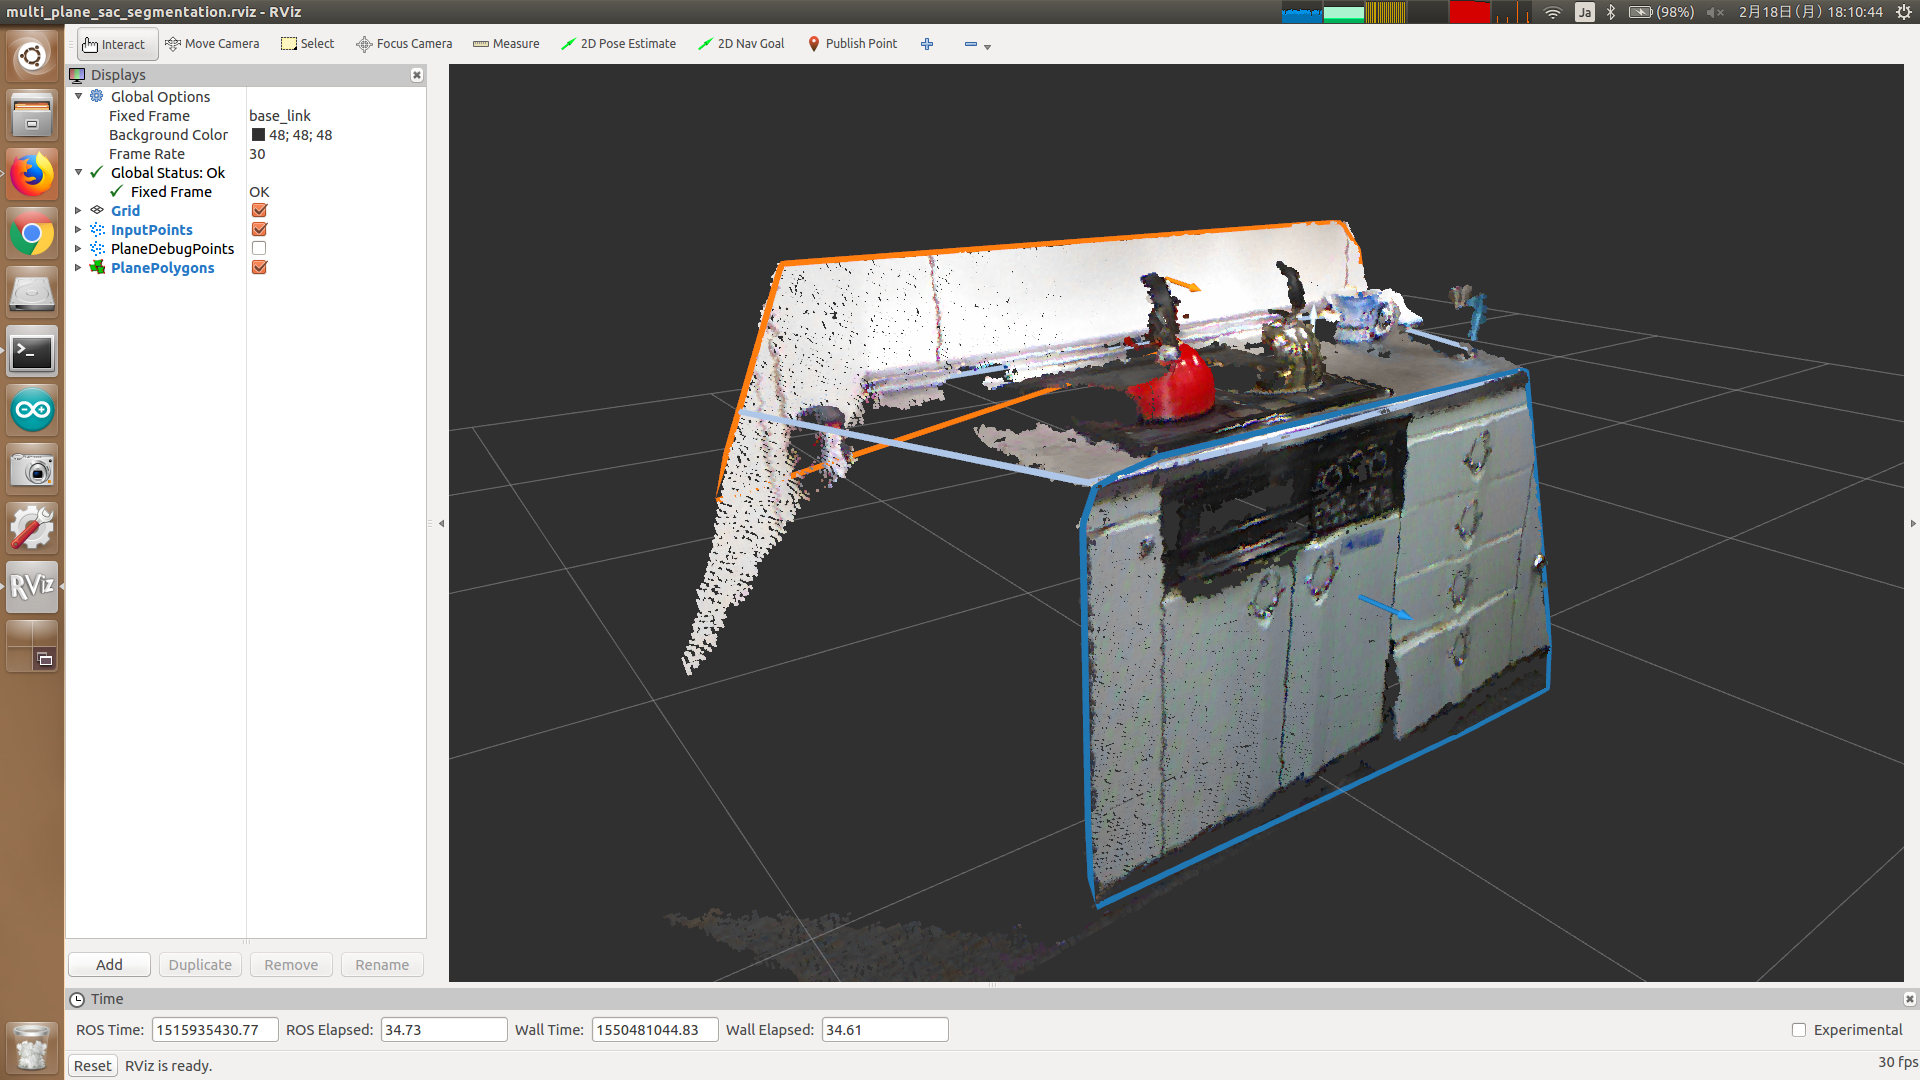 multi_plane_sac_segmentation.rviz - RViz
Ja (98%) 2月18日(月) 18:10:44
Interact Move Camera Select Focus Camera Measure 2D Pose Estimate 2D Nav Goal Publish Point
Displays
Global Options
Fixed Frame base_link
Background Color 48; 48; 48
Frame Rate 30
Global Status: Ok
Fixed Frame OK
Grid
InputPoints
PlaneDebugPoints
PlanePolygons
RViz
Add Duplicate Remove Rename
Time
ROS Time: 1515935430.77 ROS Elapsed: 34.73 Wall Time: 1550481044.83 Wall Elapsed: 34.61 Experimental
Reset RViz is ready. 30 fps